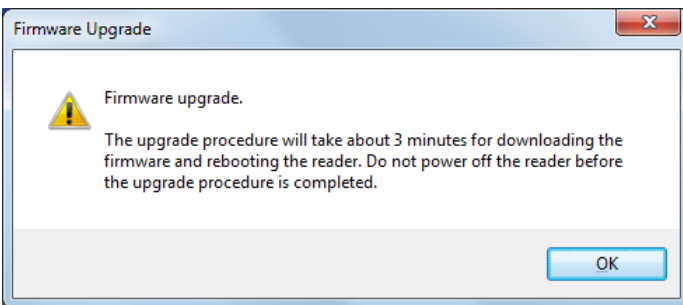 Firmware Upgrade
Firmware upgrade.
The upgrade procedure will take about 3 minutes for downloading the
firmware and rebooting the reader. Do not power off the reader before
the upgrade procedure is completed.
OK